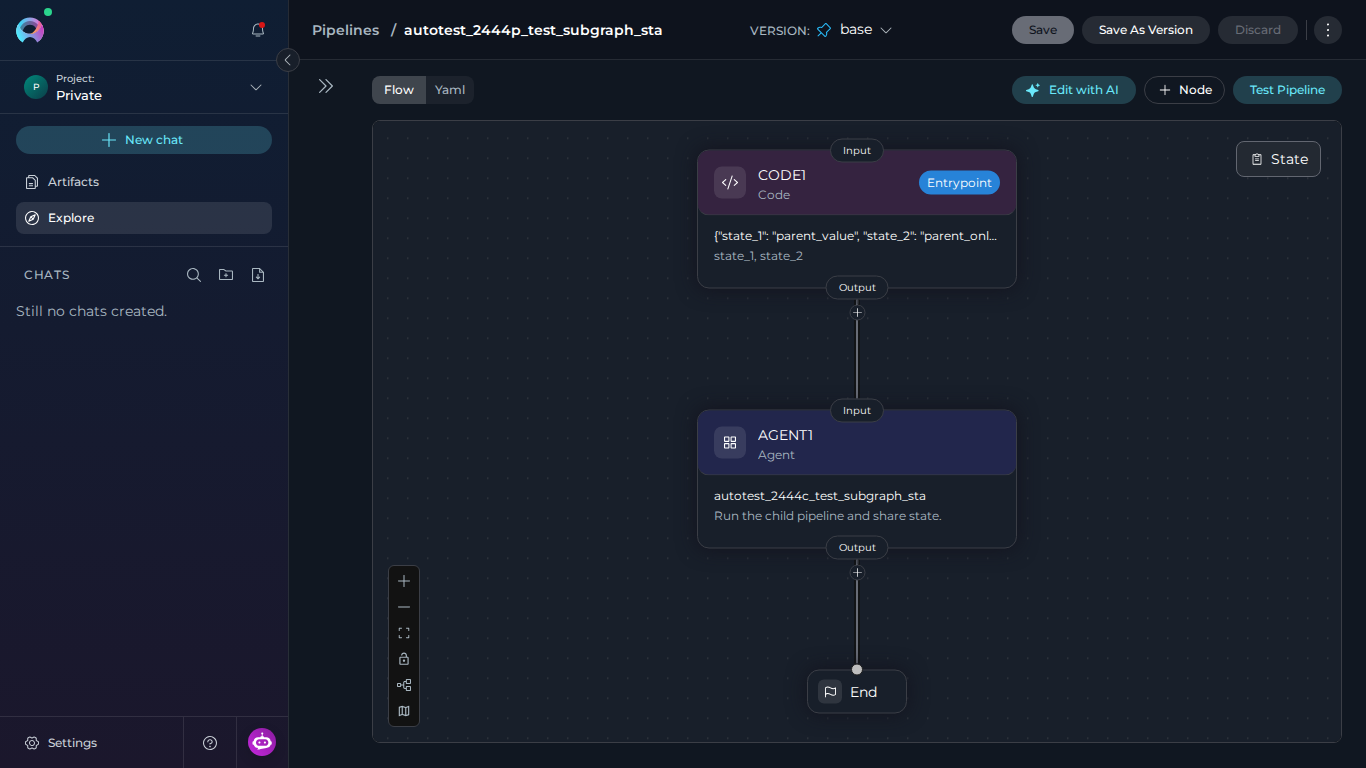 Pipelines / autotest_2444p_test_subgraph_sta
VERSION: base
Save
Save As Version
Discard
P
Project:
Private
New chat
Artifacts
Explore
CHATS
Still no chats created.
Settings
Flow
Yaml
Edit with AI
Node
Test Pipeline
State
Input
CODE1
Code
Entrypoint
{"state_1": "parent_value", "state_2": "parent_onl...
state_1, state_2
Output
Input
AGENT1
Agent
autotest_2444c_test_subgraph_sta
Run the child pipeline and share state.
Output
End